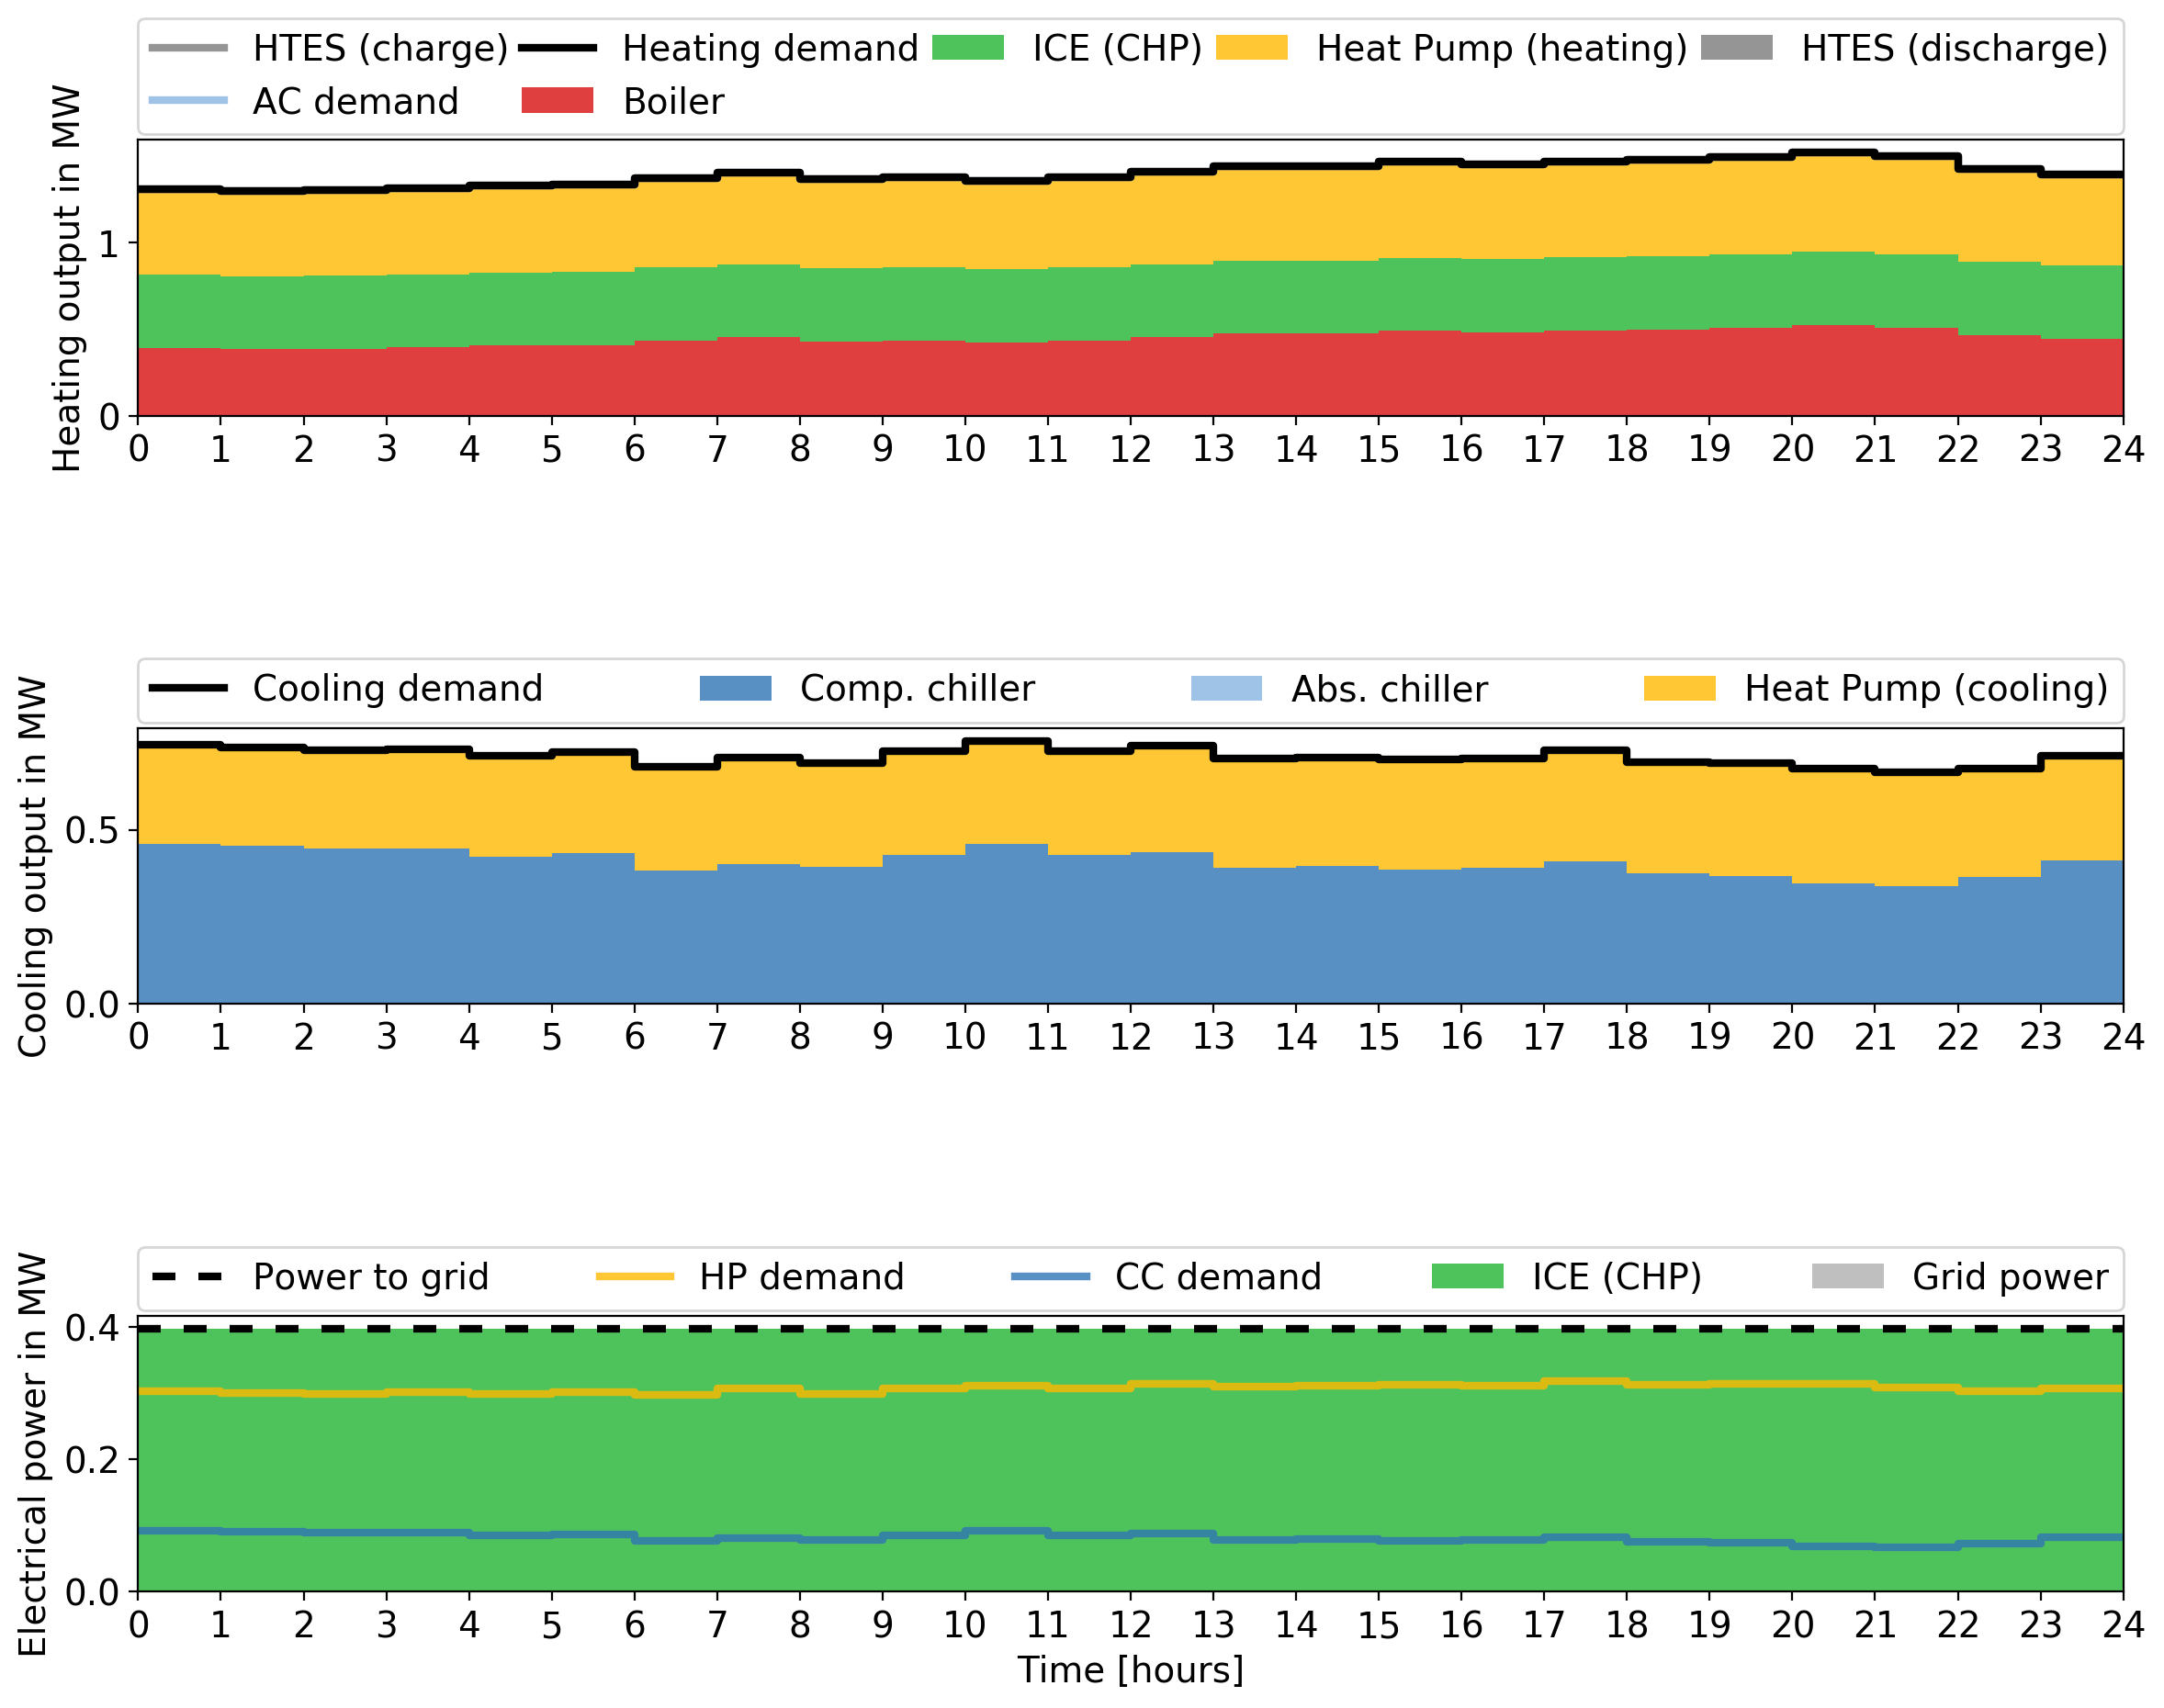 HTES (charge) Heating demand ICE (CHP) Heat Pump (heating) HTES (discharge)
AC demand Boiler
Heating output in MW
1
0
0 1 2 3 4 5 6 7 8 9 10 11 12 13 14 15 16 17 18 19 20 21 22 23 24
Cooling demand Comp. chiller Abs. chiller Heat Pump (cooling)
Cooling output in MW
0.5
0.0
0 1 2 3 4 5 6 7 8 9 10 11 12 13 14 15 16 17 18 19 20 21 22 23 24
Power to grid HP demand CC demand ICE (CHP) Grid power
Electrical power in MW
0.4
0.2
0.0
0 1 2 3 4 5 6 7 8 9 10 11 12 13 14 15 16 17 18 19 20 21 22 23 24
Time [hours]